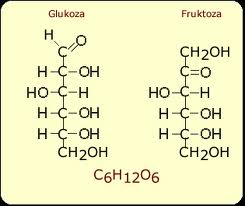 Glukoza
H
C=O
H-C-OH
HO-C-H
H-C-OH
H-C-OH
CH₂OH
Fruktoza
CH₂OH
C=O
HO-C-H
H-C-OH
H-C-OH
CH₂OH
C₆H₁₂O₆